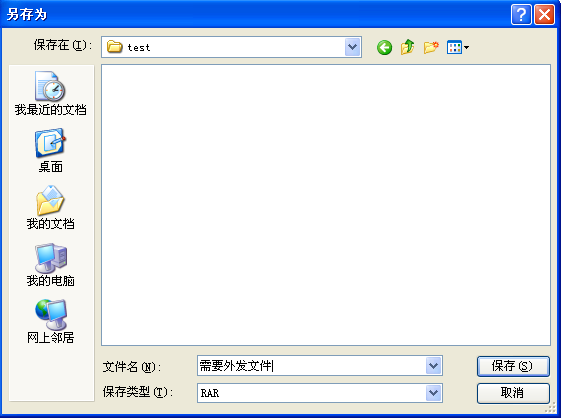 另存为
保存在(I):
test
我最近的文档
桌面
我的文档
我的电脑
网上邻居
文件名(N):
需要外发文件
保存(S)
保存类型(T):
RAR
取消